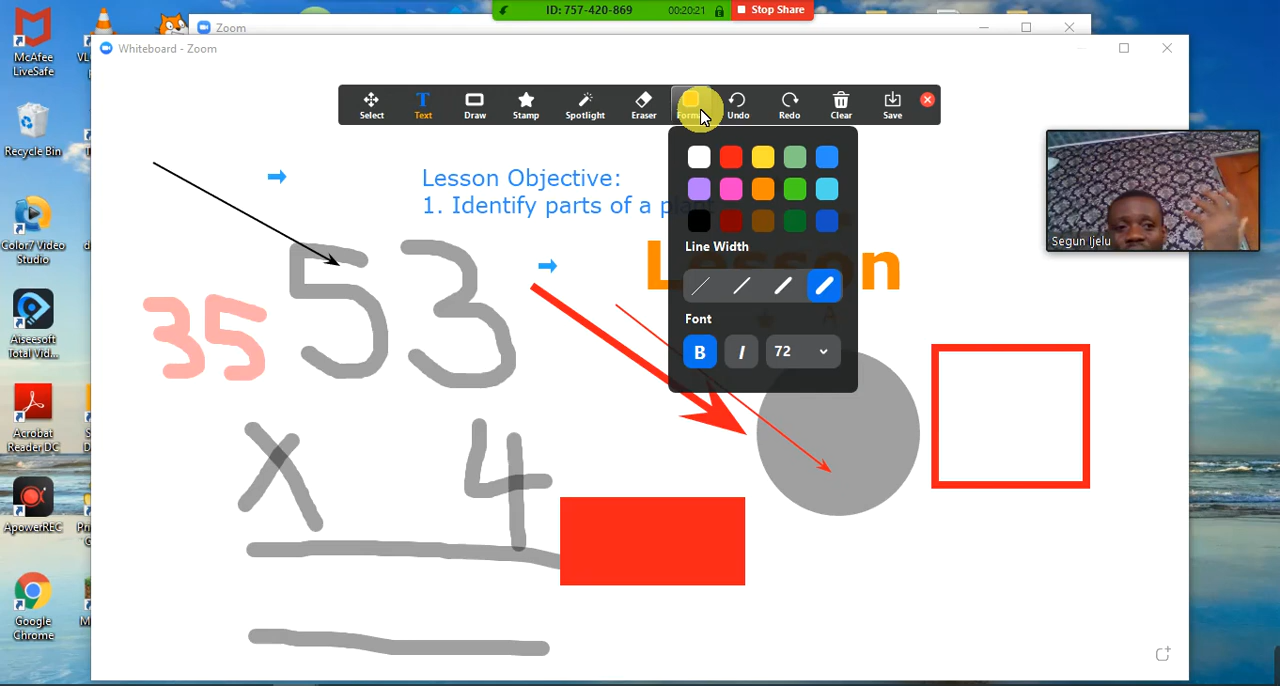 ID: 757-420-869
00:20:21
Stop Share
Zoom
Whiteboard - Zoom
McAfee
LiveSafe
Recycle Bin
Color7 Video
Studio
Aiseesoft
Total Vid...
Acrobat
Reader DC
ApowerREC
Google
Chrome
Select
Text
Draw
Stamp
Spotlight
Eraser
Undo
Redo
Clear
Save
Lesson Objective:
1. Identify parts of a
Lesson
Line Width
Font
B
I
72
Segun Ijelu
35
53
x 4